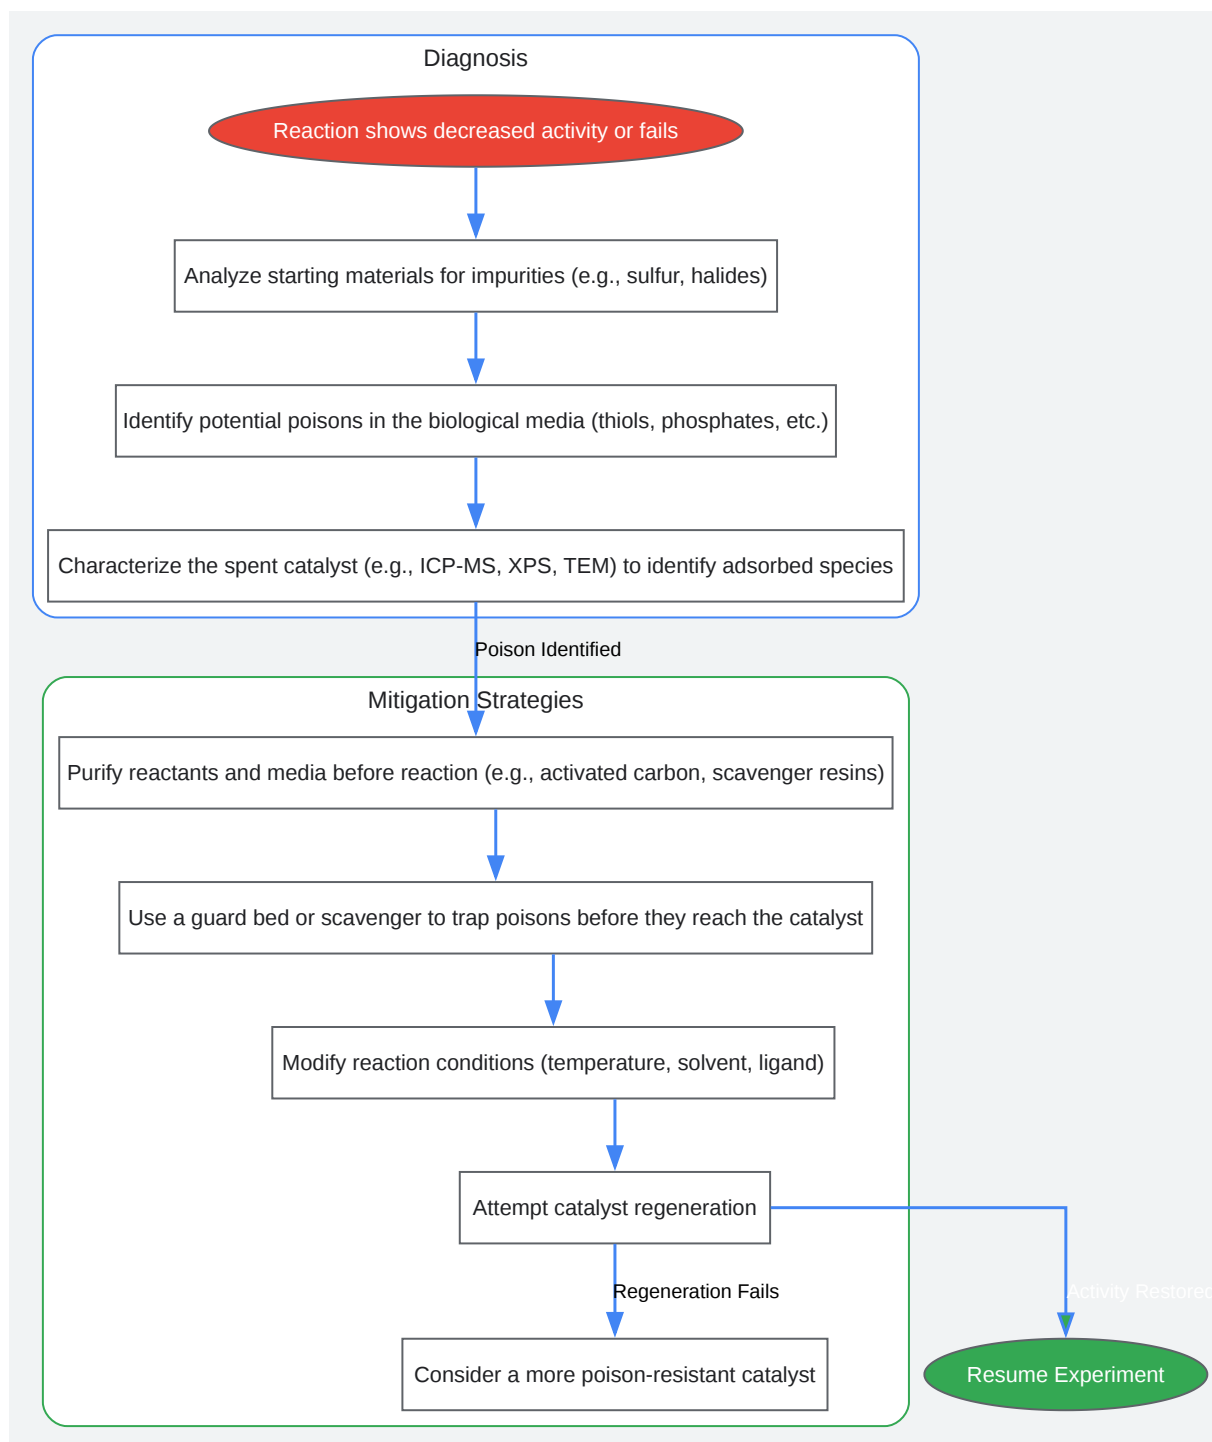 Diagnosis
Reaction shows decreased activity or fails
Analyze starting materials for impurities (e.g., sulfur, halides)
Identify potential poisons in the biological media (thiols, phosphates, etc.)
Characterize the spent catalyst (e.g., ICP-MS, XPS, TEM) to identify adsorbed species
Poison Identified
Mitigation Strategies
Purify reactants and media before reaction (e.g., activated carbon, scavenger resins)
Use a guard bed or scavenger to trap poisons before they reach the catalyst
Modify reaction conditions (temperature, solvent, ligand)
Attempt catalyst regeneration
Regeneration Fails
Activity Restored
Consider a more poison-resistant catalyst
Resume Experiment